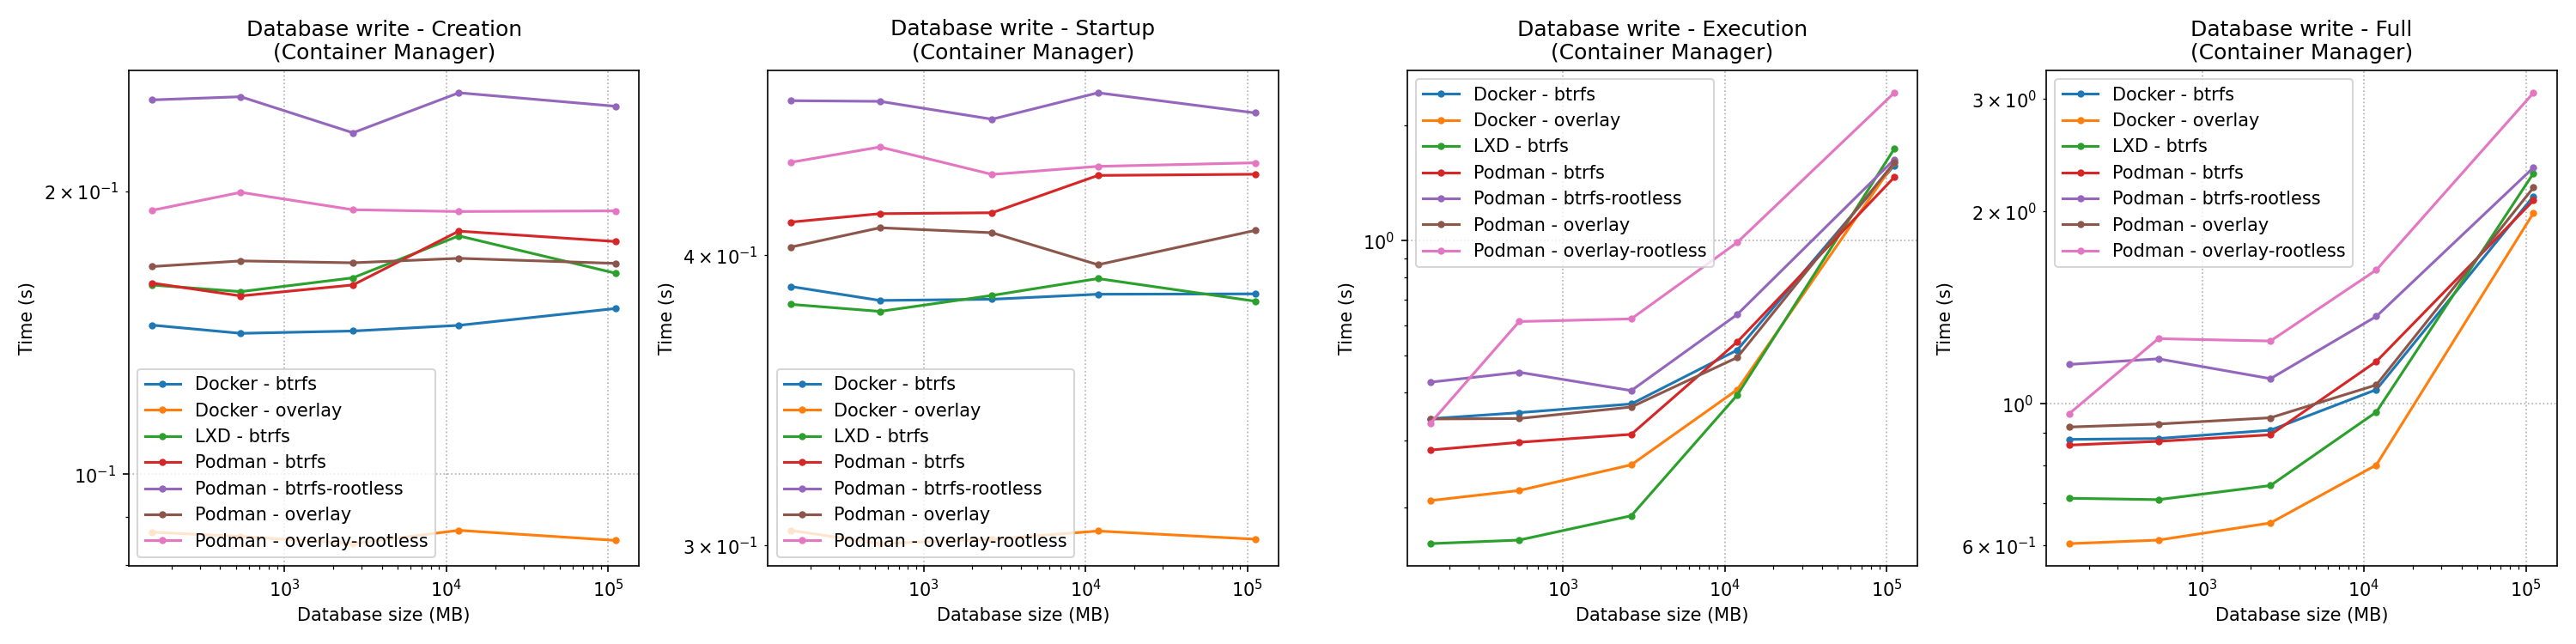 Database write - Creation
(Container Manager)
2 × 10⁻¹
10⁻¹
Time (s)
Docker - btrfs
Docker - overlay
LXD - btrfs
Podman - btrfs
Podman - btrfs-rootless
Podman - overlay
Podman - overlay-rootless
10³ 10⁴ 10⁵
Database size (MB)
Database write - Startup
(Container Manager)
4 × 10⁻¹
3 × 10⁻¹
Time (s)
Docker - btrfs
Docker - overlay
LXD - btrfs
Podman - btrfs
Podman - btrfs-rootless
Podman - overlay
Podman - overlay-rootless
10³ 10⁴ 10⁵
Database size (MB)
Database write - Execution
(Container Manager)
10⁰
Time (s)
Docker - btrfs
Docker - overlay
LXD - btrfs
Podman - btrfs
Podman - btrfs-rootless
Podman - overlay
Podman - overlay-rootless
10³ 10⁴ 10⁵
Database size (MB)
Database write - Full
(Container Manager)
3 × 10⁰
2 × 10⁰
10⁰
6 × 10⁻¹
Time (s)
Docker - btrfs
Docker - overlay
LXD - btrfs
Podman - btrfs
Podman - btrfs-rootless
Podman - overlay
Podman - overlay-rootless
10³ 10⁴ 10⁵
Database size (MB)